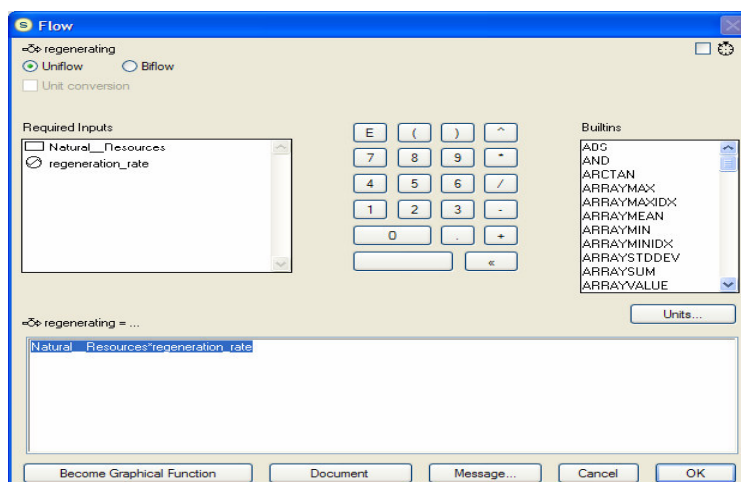 Flow
regenerating
Uniflow Biflow
Unit conversion
Required Inputs
Natural__Resources
regeneration_rate
E ( ) ^
7 8 9 *
4 5 6 /
1 2 3 -
0 . +
«
Builtins
ABS
AND
ARCTAN
ARRAYMAX
ARRAYMAXIDX
ARRAYMEAN
ARRAYMIN
ARRAYMINIDX
ARRAYSTDDEV
ARRAYSUM
ARRAYVALUE
Units...
regenerating = ...
Natural__Resources*regeneration_rate
Become Graphical Function Document Message... Cancel OK